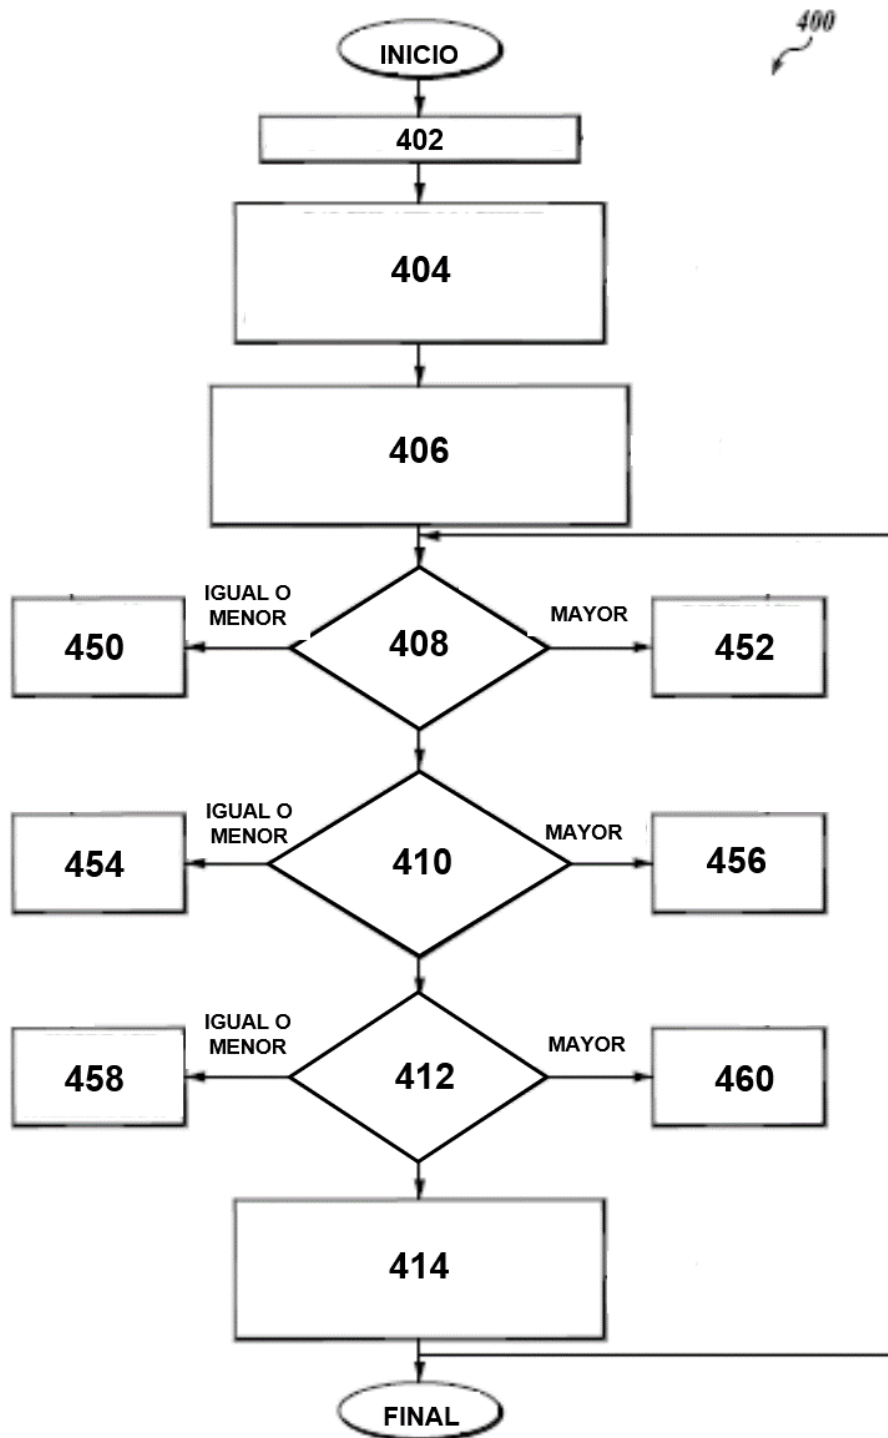 400
INICIO
402
404
406
IGUAL O
MENOR
MAYOR
450
408
452
IGUAL O
MENOR
MAYOR
454
410
456
IGUAL O
MENOR
MAYOR
458
412
460
414
FINAL